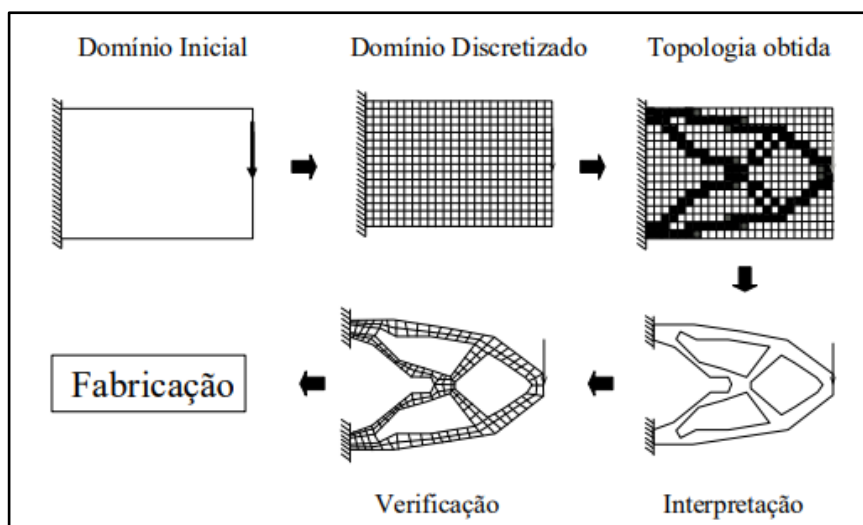 Domínio Inicial
Domínio Discretizado
Topologia obtida
Fabricação
Verificação
Interpretação